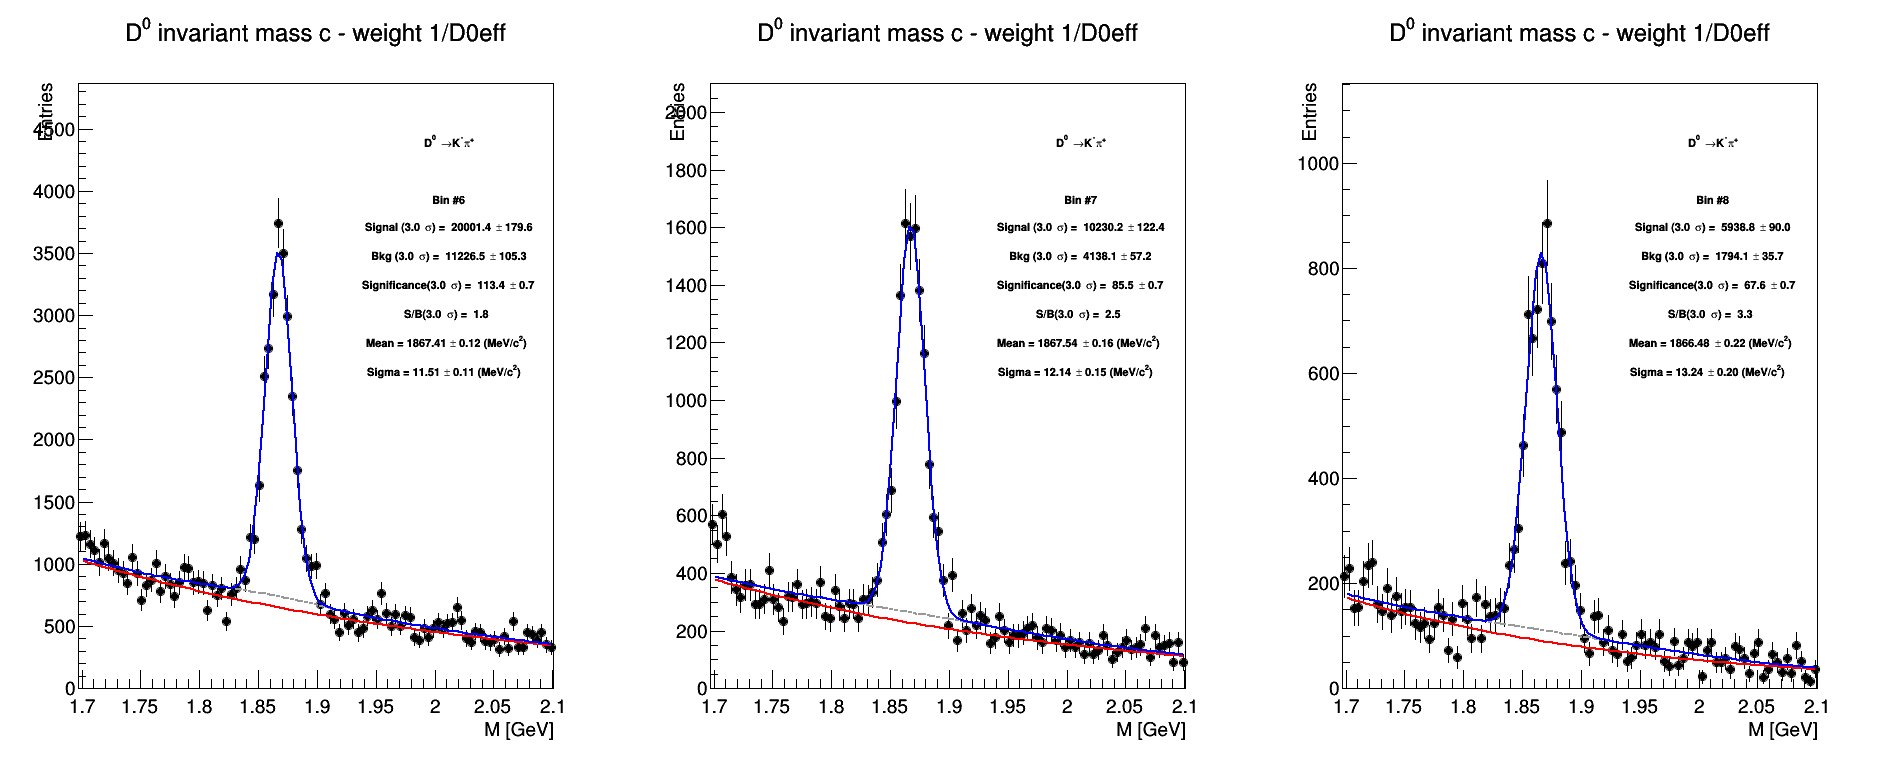 D⁰ invariant mass c - weight 1/D0eff
Entries
4500
4000
3500
3000
2500
2000
1500
1000
500
0
D⁰ →K⁻π⁺
Bin #6
Signal (3.0 σ) = 20001.4 ± 179.6
Bkg (3.0 σ) = 11226.5 ± 105.3
Significance(3.0 σ) = 113.4 ± 0.7
S/B(3.0 σ) = 1.8
Mean = 1867.41 ± 0.12 (MeV/c²)
Sigma = 11.51 ± 0.11 (MeV/c²)
1.7 1.75 1.8 1.85 1.9 1.95 2 2.05 2.1
M [GeV]
D⁰ invariant mass c - weight 1/D0eff
Entries
2000
1800
1600
1400
1200
1000
800
600
400
200
0
D⁰ →K⁻π⁺
Bin #7
Signal (3.0 σ) = 10230.2 ± 122.4
Bkg (3.0 σ) = 4138.1 ± 57.2
Significance(3.0 σ) = 85.5 ± 0.7
S/B(3.0 σ) = 2.5
Mean = 1867.54 ± 0.16 (MeV/c²)
Sigma = 12.14 ± 0.15 (MeV/c²)
1.7 1.75 1.8 1.85 1.9 1.95 2 2.05 2.1
M [GeV]
D⁰ invariant mass c - weight 1/D0eff
Entries
1000
800
600
400
200
0
D⁰ →K⁻π⁺
Bin #8
Signal (3.0 σ) = 5938.8 ± 90.0
Bkg (3.0 σ) = 1794.1 ± 35.7
Significance(3.0 σ) = 67.6 ± 0.7
S/B(3.0 σ) = 3.3
Mean = 1866.48 ± 0.22 (MeV/c²)
Sigma = 13.24 ± 0.20 (MeV/c²)
1.7 1.75 1.8 1.85 1.9 1.95 2 2.05 2.1
M [GeV]